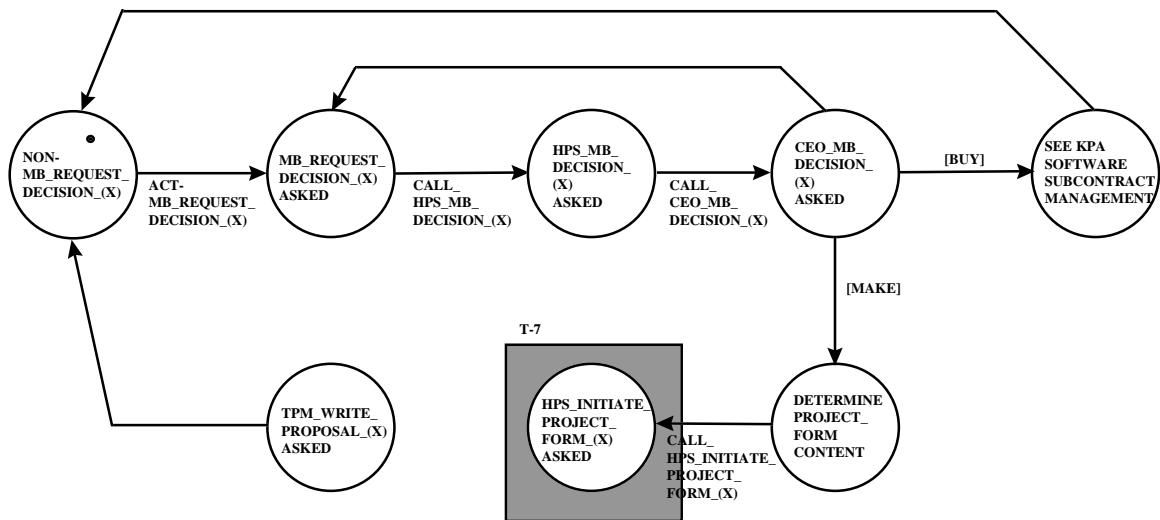 NON-
MB_REQUEST_
DECISION_(X)
ACT-
MB_REQUEST_
DECISION_(X)
MB_REQUEST_
DECISION_(X)
ASKED
CALL_
HPS_MB_
DECISION_(X)
HPS_MB_
DECISION_
(X)
ASKED
CALL_
CEO_MB_
DECISION_(X)
CEO_MB_
DECISION_
(X)
ASKED
[BUY]
SEE KPA
SOFTWARE
SUBCONTRACT
MANAGEMENT
[MAKE]
T-7
TPM_WRITE_
PROPOSAL_(X)
ASKED
HPS_INITIATE_
PROJECT_
FORM_(X)
ASKED
CALL_
HPS_INITIATE_
PROJECT_
FORM_(X)
DETERMINE
PROJECT_
FORM
CONTENT